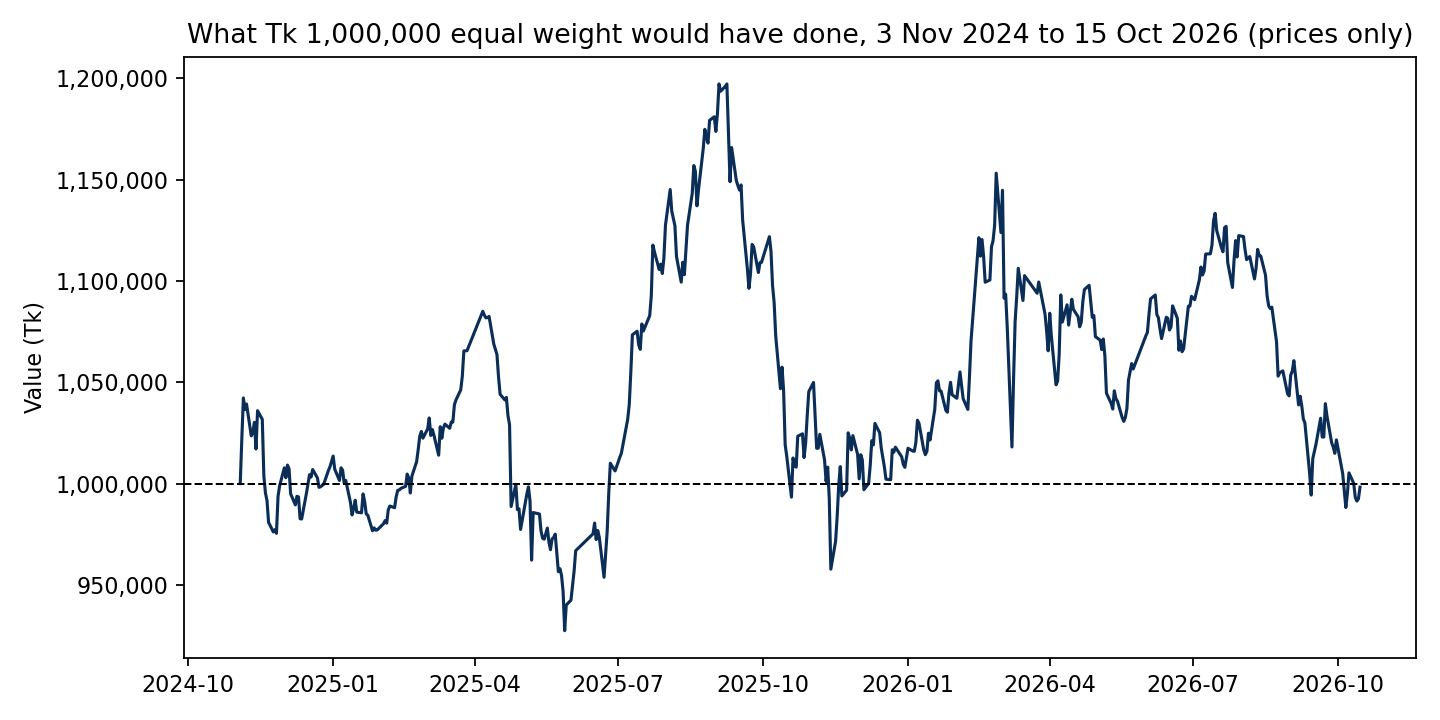 What Tk 1,000,000 equal weight would have done, 3 Nov 2024 to 15 Oct 2026 (prices only)
Value (Tk)
1,200,000
1,150,000
1,100,000
1,050,000
1,000,000
950,000
2024-10 2025-01 2025-04 2025-07 2025-10 2026-01 2026-04 2026-07 2026-10